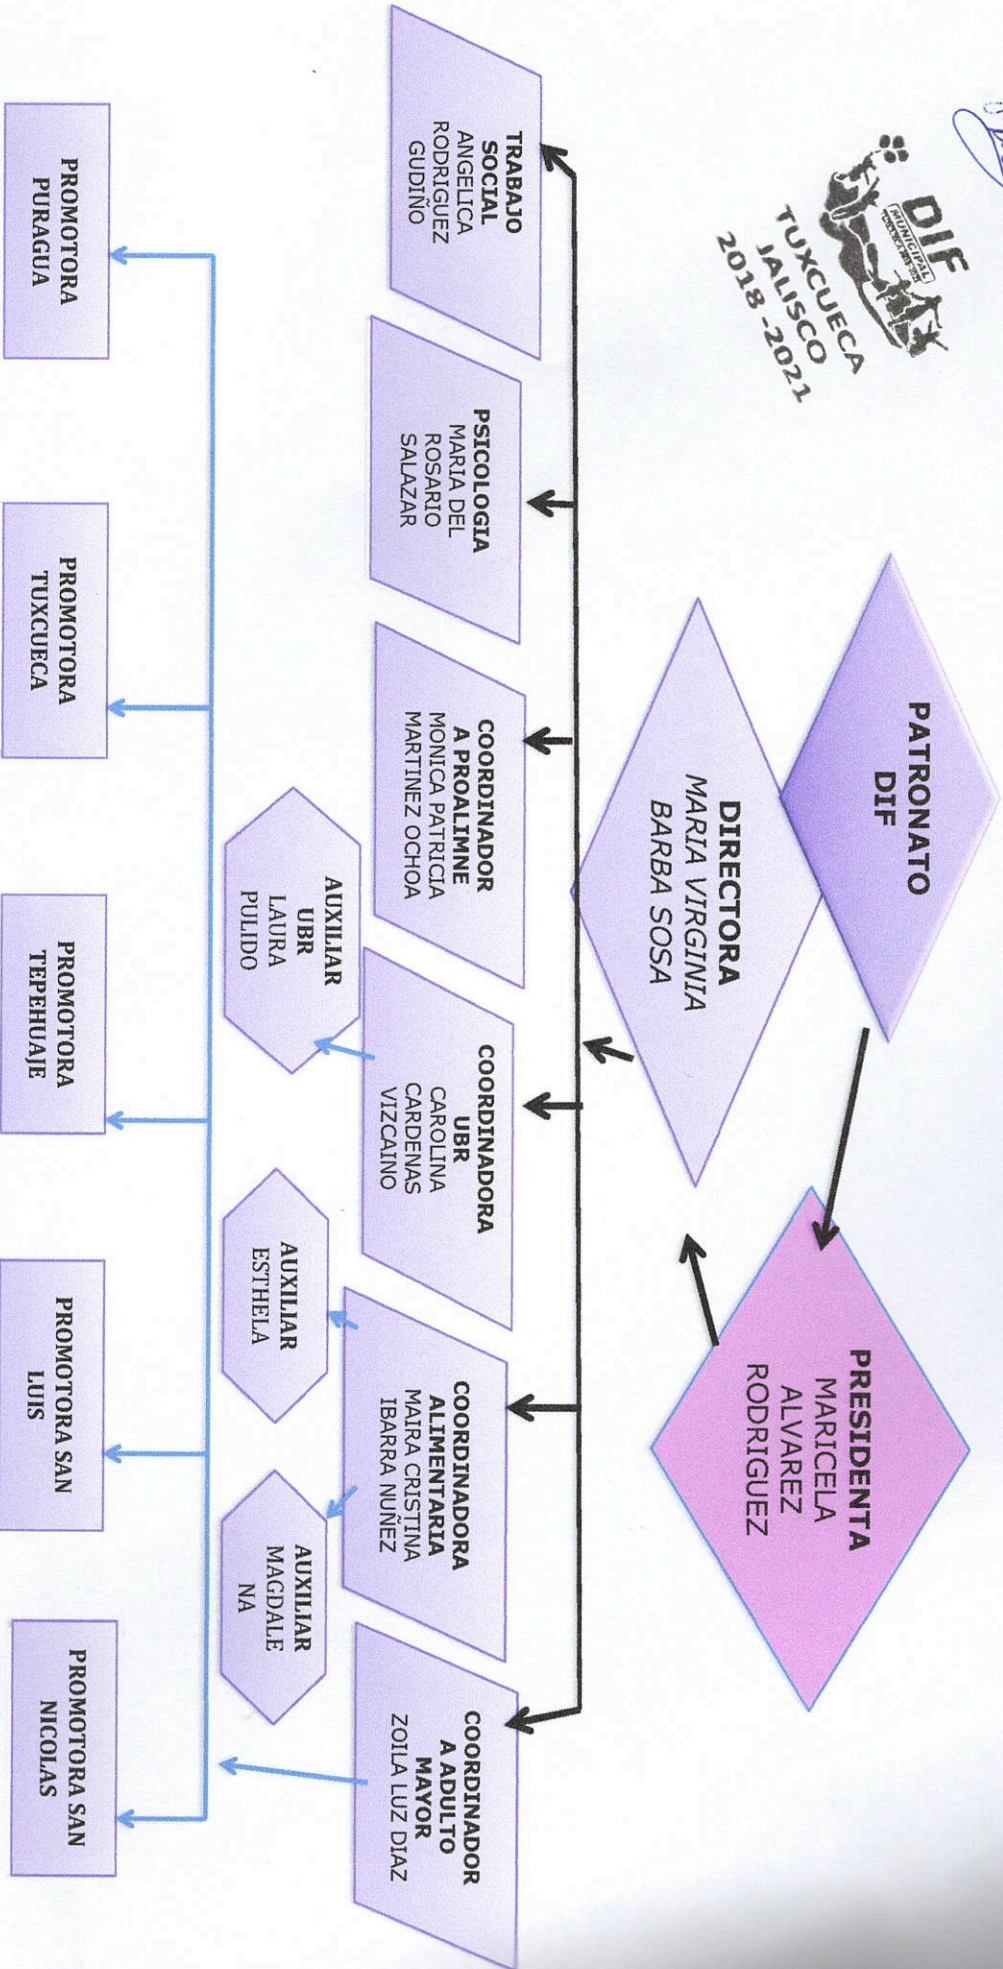 DIF
MUNICIPAL
TUXCUECA
JALISCO
2018-2021
PATRONATO
DIF
PRESIDENTA
MARICELA
ALVAREZ
RODRIGUEZ
DIRECTORA
MARIA VIRGINIA
BARBA SOSA
TRABAJO
SOCIAL
ANGELICA
RODRIGUEZ
GUDIÑO
PSICOLOGIA
MARIA DEL
ROSARIO
SALAZAR
COORDINADOR
A PROALIMNE
MONICA PATRICIA
MARTINEZ OCHOA
COORDINADORA
UBR
CAROLINA
CARDENAS
VIZCAINO
COORDINADORA
ALIMENTARIA
MAIRA CRISTINA
IBARRA NUÑEZ
COORDINADOR
A ADULTO
MAYOR
ZOILA LUZ DIAZ
AUXILIAR
UBR
LAURA
PULIDO
AUXILIAR
ESTHELA
AUXILIAR
MAGDALE
NA
PROMOTORA
PURAGUA
PROMOTORA
TUXCUECA
PROMOTORA
TEPEHUAJE
PROMOTORA SAN
LUIS
PROMOTORA SAN
NICOLAS